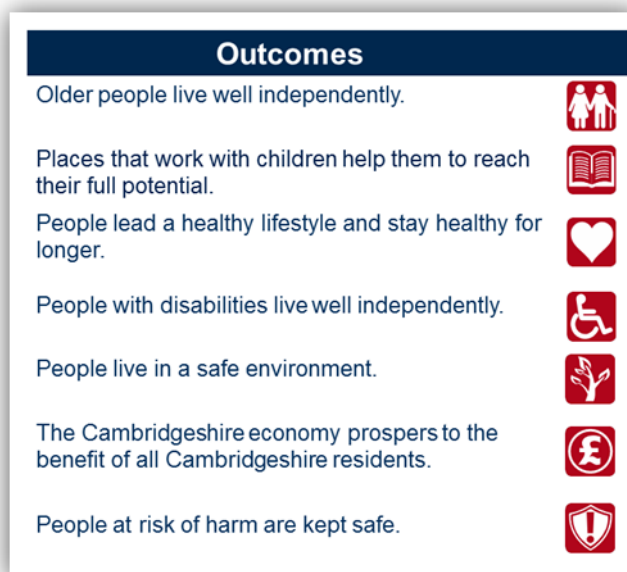 Outcomes
Older people live well independently.
Places that work with children help them to reach
their full potential.
People lead a healthy lifestyle and stay healthy for
longer.
People with disabilities live well independently.
People live in a safe environment.
The Cambridgeshire economy prospers to the
benefit of all Cambridgeshire residents.
£
People at risk of harm are kept safe.
!